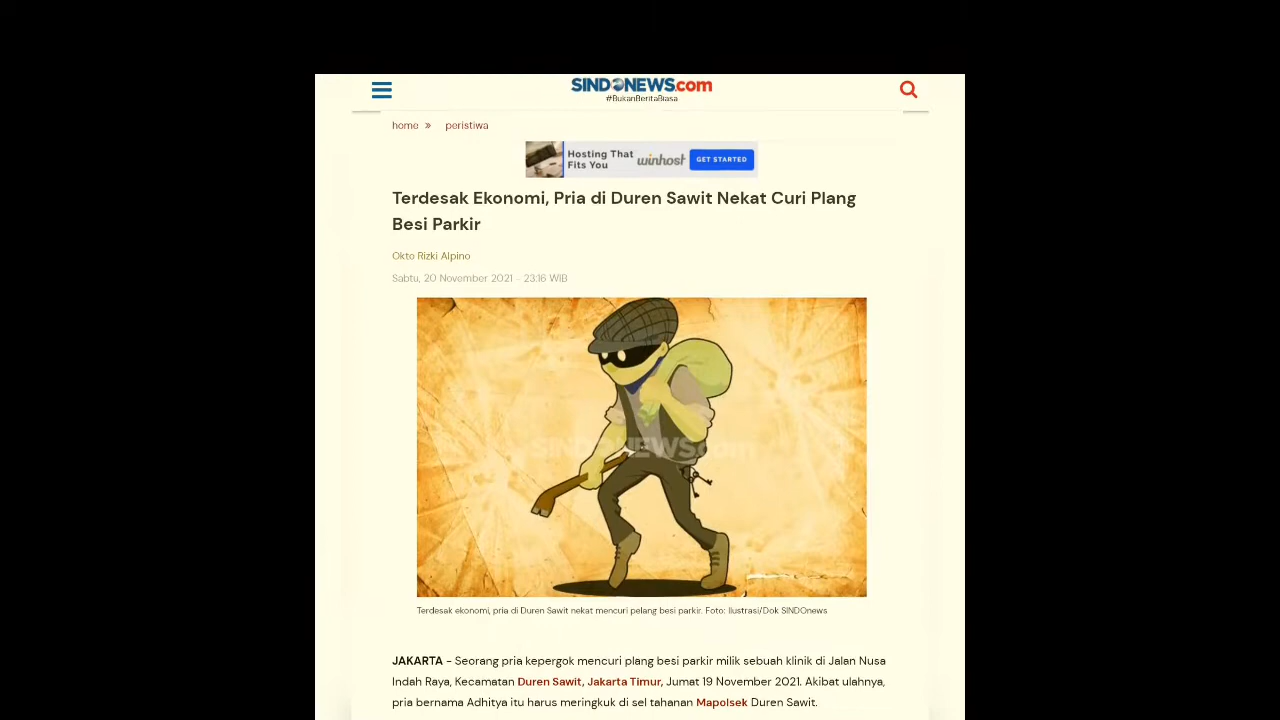 SINDONEWS.com
#BukanBeritaBiasa
home » peristiwa
Hosting That
Fits You
winhost
GET STARTED
Terdesak Ekonomi, Pria di Duren Sawit Nekat Curi Plang
Besi Parkir
Okto Rizki Alpino
Sabtu, 20 November 2021 - 23:16 WIB
SINDONEWS.com
Terdesak ekonomi, pria di Duren Sawit nekat mencuri pelang besi parkir. Foto: Ilustrasi/Dok SINDOnews
JAKARTA - Seorang pria kepergok mencuri plang besi parkir milik sebuah klinik di Jalan Nusa
Indah Raya, Kecamatan Duren Sawit, Jakarta Timur, Jumat 19 November 2021. Akibat ulahnya,
pria bernama Adhitya itu harus meringkuk di sel tahanan Mapolsek Duren Sawit.